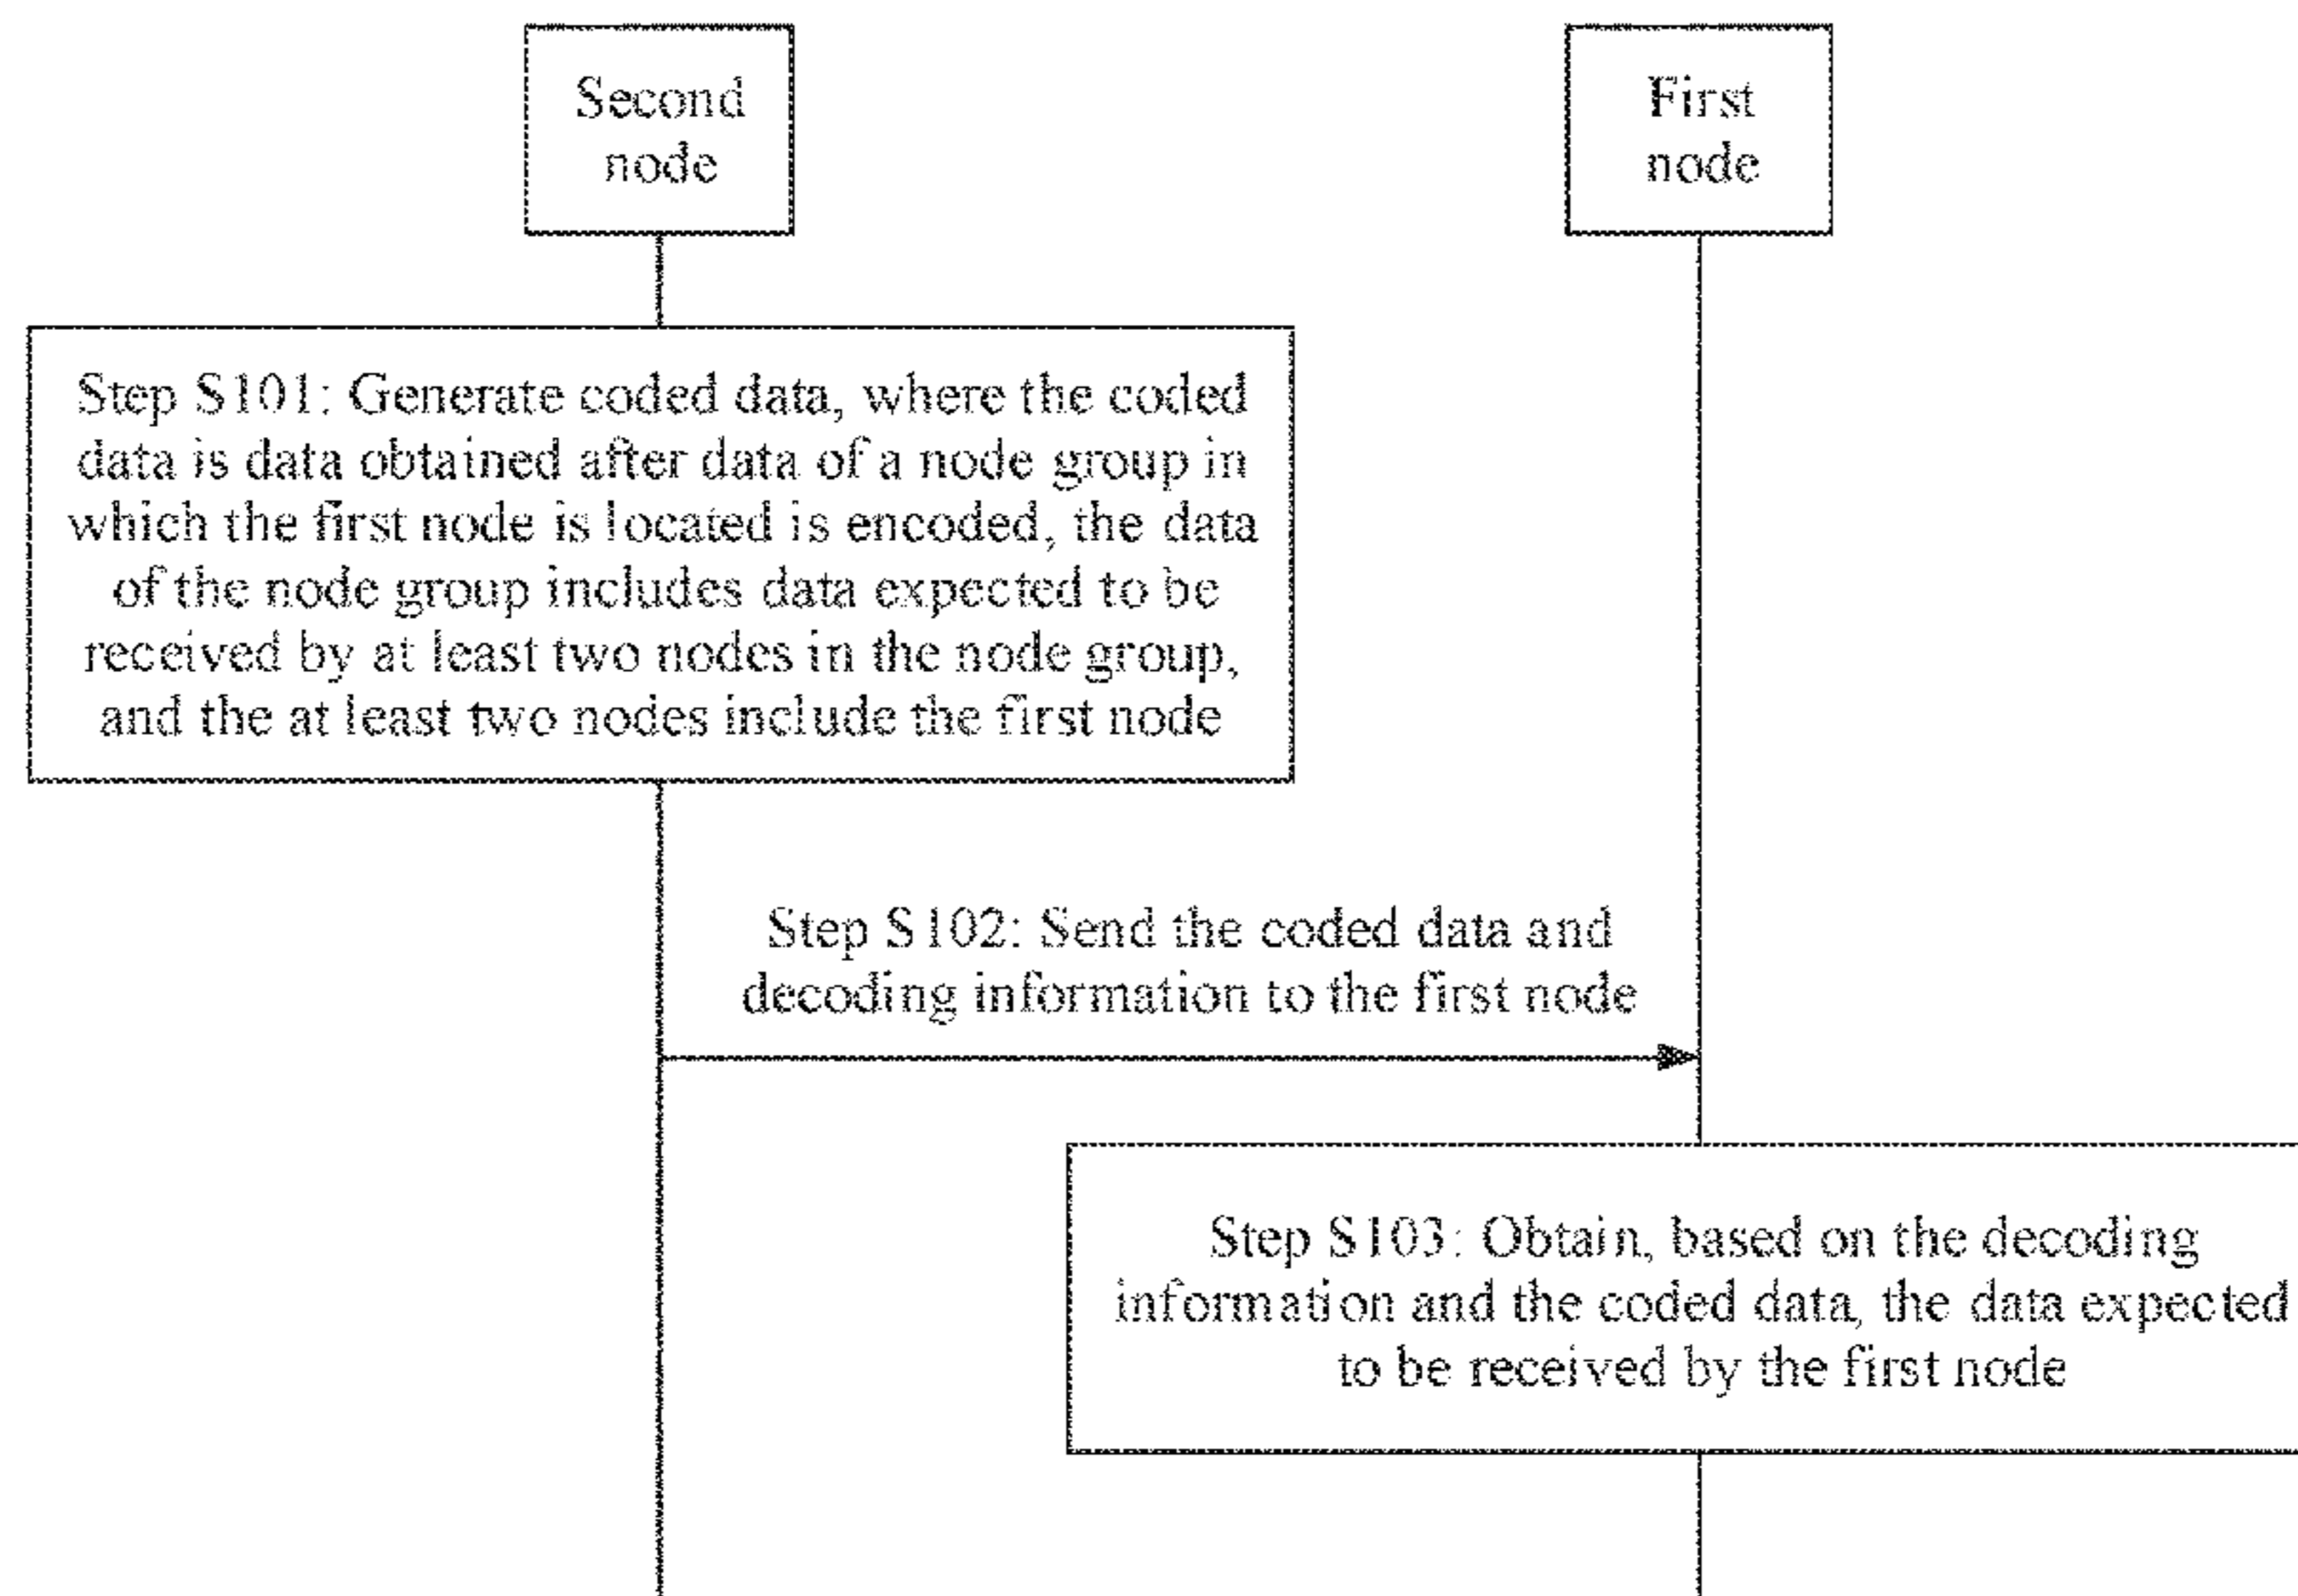 Second
node
First
node
Step S101: Generate coded data, where the coded
data is data obtained after data of a node group in
which the first node is located is encoded, the data
of the node group includes data expected to be
received by at least two nodes in the node group,
and the at least two nodes include the first node
Step S102: Send the coded data and
decoding information to the first node
Step S103: Obtain, based on the decoding
information and the coded data, the data expected
to be received by the first node